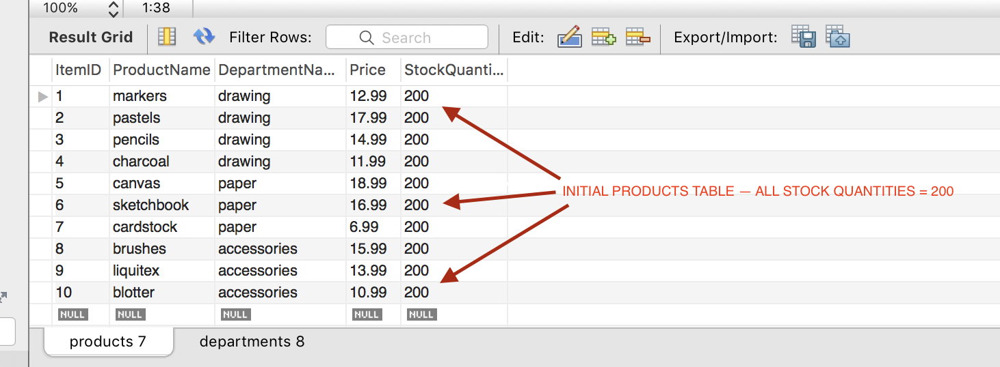 100% 1:38
Result Grid Filter Rows: Search Edit: Export/Import:
ItemID ProductName DepartmentNa... Price StockQuanti...
1 markers drawing 12.99 200
2 pastels drawing 17.99 200
3 pencils drawing 14.99 200
4 charcoal drawing 11.99 200
5 canvas paper 18.99 200
INITIAL PRODUCTS TABLE — ALL STOCK QUANTITIES = 200
6 sketchbook paper 16.99 200
7 cardstock paper 6.99 200
8 brushes accessories 15.99 200
9 liquitex accessories 13.99 200
10 blotter accessories 10.99 200
NULL NULL NULL NULL NULL
products 7 departments 8